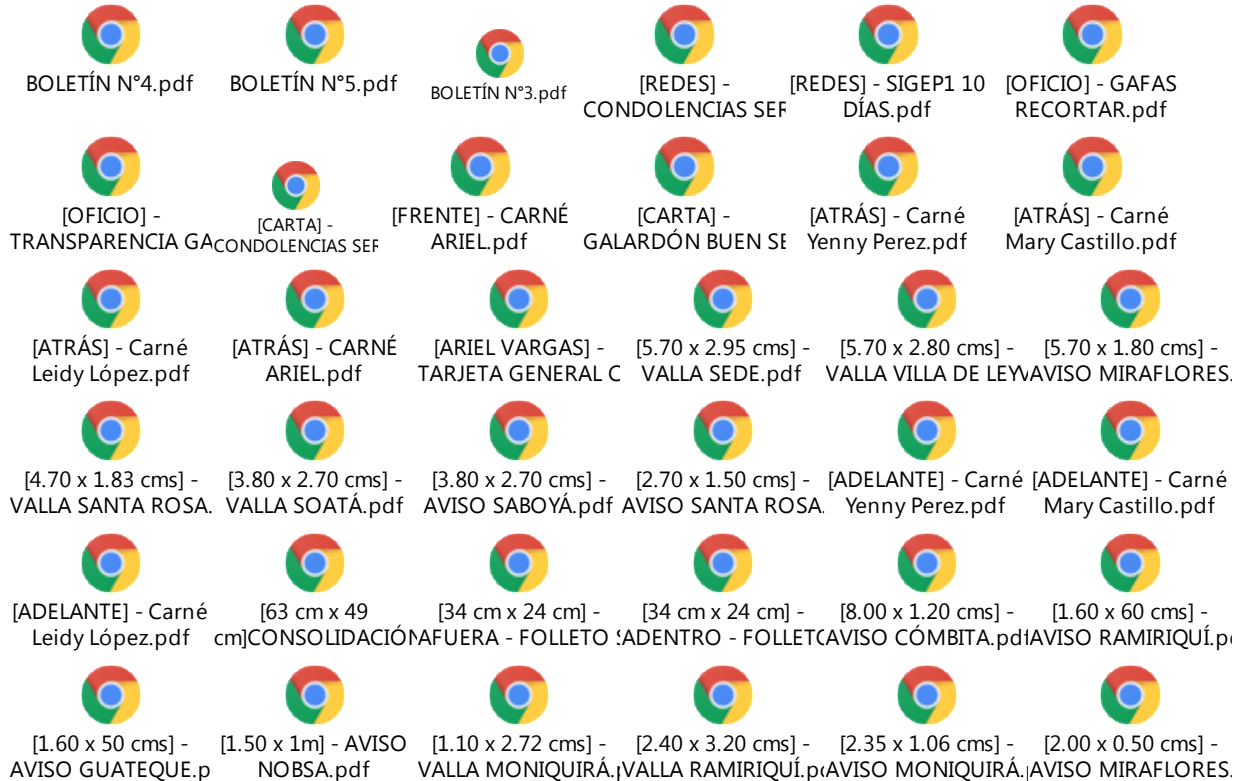 BOLETÍN N°4.pdf
BOLETÍN N°5.pdf
BOLETÍN N°3.pdf
[REDES] -
CONDOLENCIAS SER
[REDES] - SIGEP1 10
DÍAS.pdf
[OFICIO] - GAFAS
RECORTAR.pdf
[OFICIO] -
TRANSPARENCIA GA
[CARTA] -
CONDOLENCIAS SER
[FRENTE] - CARNÉ
ARIEL.pdf
[CARTA] -
GALARDÓN BUEN SE
[ATRÁS] - Carné
Yenny Perez.pdf
[ATRÁS] - Carné
Mary Castillo.pdf
[ATRÁS] - Carné
Leidy López.pdf
[ATRÁS] - CARNÉ
ARIEL.pdf
[ARIEL VARGAS] -
TARJETA GENERAL C
[5.70 x 2.95 cms] -
VALLA SEDE.pdf
[5.70 x 2.80 cms] -
VALLA VILLA DE LEY
[5.70 x 1.80 cms] -
AVISO MIRAFLORES.
[4.70 x 1.83 cms] -
VALLA SANTA ROSA.
[3.80 x 2.70 cms] -
VALLA SOATÁ.pdf
[3.80 x 2.70 cms] -
AVISO SABOYÁ.pdf
[2.70 x 1.50 cms] -
AVISO SANTA ROSA.
[ADELANTE] - Carné
Yenny Perez.pdf
[ADELANTE] - Carné
Mary Castillo.pdf
[ADELANTE] - Carné
Leidy López.pdf
[63 cm x 49
cm]CONSOLIDACIÓN
[34 cm x 24 cm] -
AFUERA - FOLLETO
[34 cm x 24 cm] -
ADENTRO - FOLLETO
[8.00 x 1.20 cms] -
AVISO CÓMBITA.pdf
[1.60 x 60 cms] -
AVISO RAMIRIQUÍ.p
[1.60 x 50 cms] -
AVISO GUATEQUE.p
[1.50 x 1m] - AVISO
NOBSA.pdf
[1.10 x 2.72 cms] -
VALLA MONIQUIRÁ.p
[2.40 x 3.20 cms] -
VALLA RAMIRIQUÍ.p
[2.35 x 1.06 cms] -
AVISO MONIQUIRÁ.
[2.00 x 0.50 cms] -
AVISO MIRAFLORES.